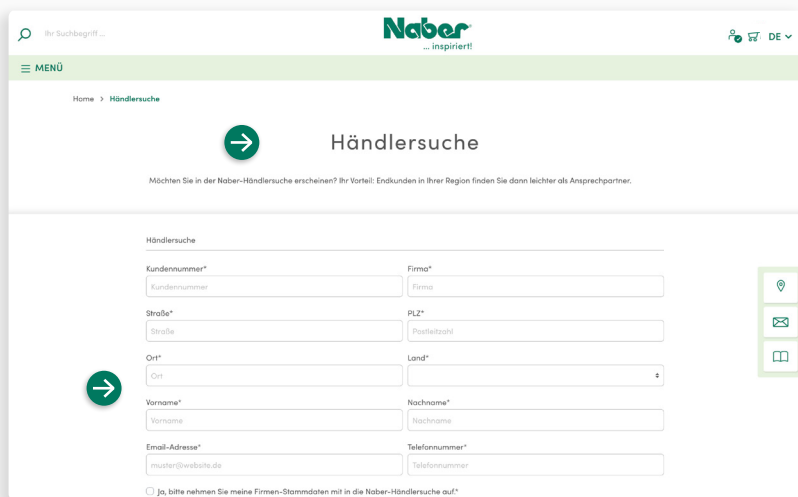 Ihr Suchbegriff ...
Naber
... inspiriert!
DE
MENÜ
Home > Händlersuche
Händlersuche
Möchten Sie in der Naber-Händlersuche erscheinen? Ihr Vorteil: Endkunden in Ihrer Region finden Sie dann leichter als Ansprechpartner.
Händlersuche
Kundennummer* Firma*
Kundennummer Firma
Straße* PLZ*
Straße Postleitzahl
Ort* Land*
Ort
Vorname* Nachname*
Vorname Nachname
Email-Adresse* Telefonnummer*
muster@website.de Telefonnummer
Ja, bitte nehmen Sie meine Firmen-Stammdaten mit in die Naber-Händlersuche auf.*